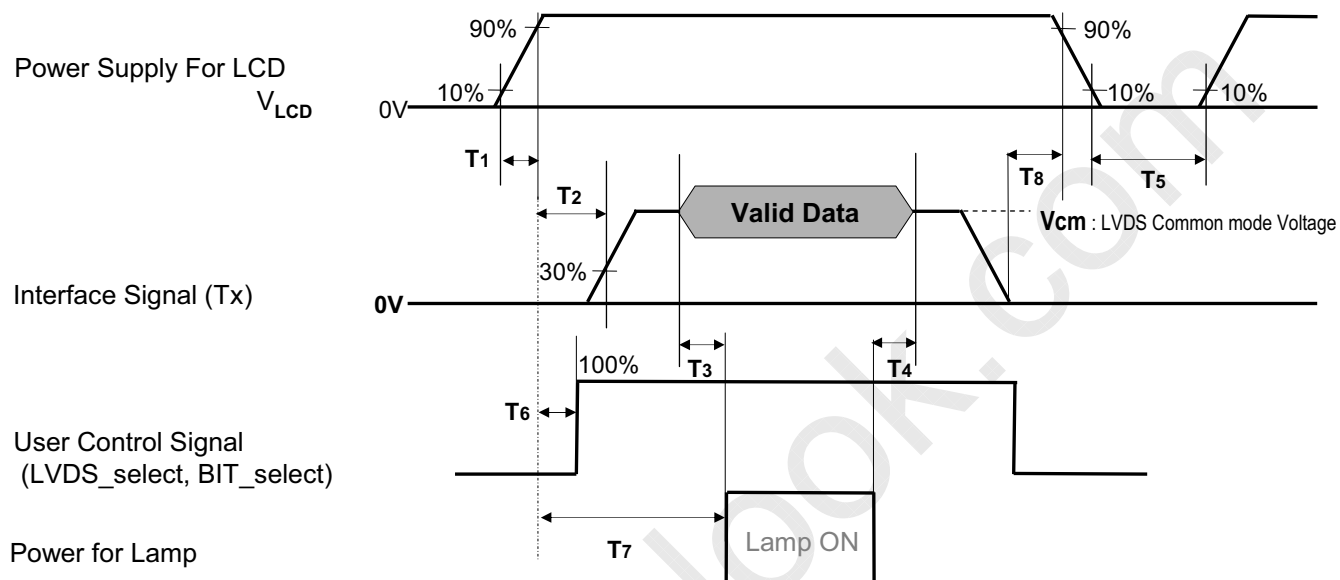 90%
90%
Power Supply For LCD
VLCD
10%
10%
10%
0V
T1
T2
T8
T5
Valid Data
Vcm : LVDS Common mode Voltage
30%
Interface Signal (Tx)
0V
T3
T4
100%
T6
User Control Signal
(LVDS_select, BIT_select)
T7
Lamp ON
Power for Lamp
look.com